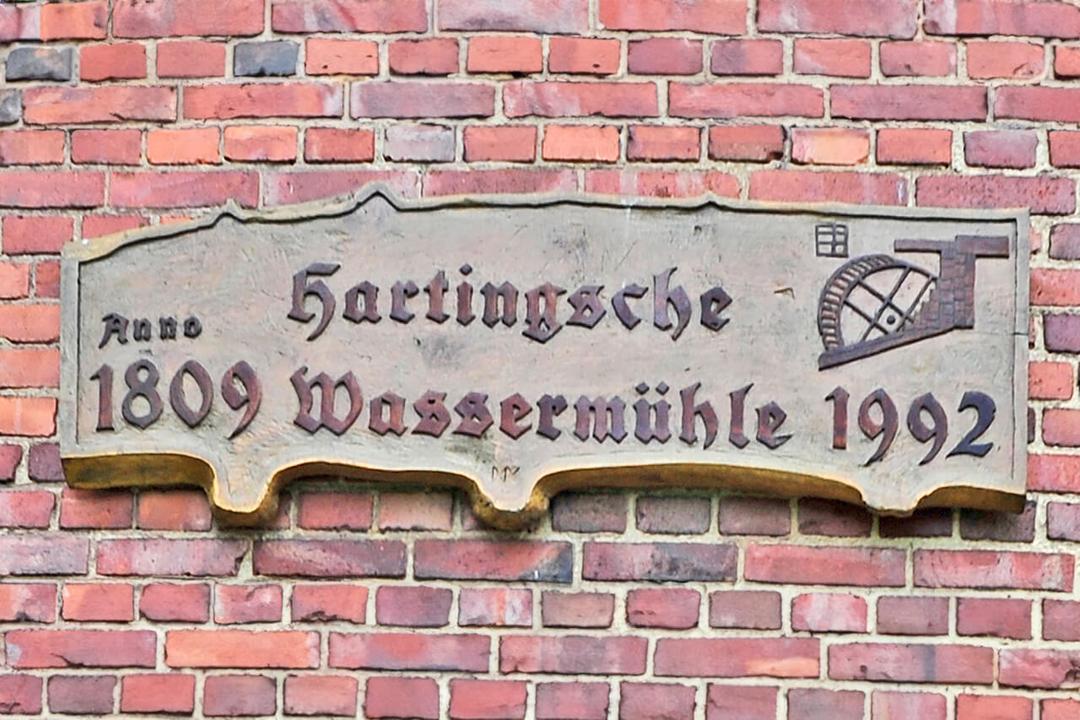 Hartingsche
Anno
1809 Wassermühle 1992